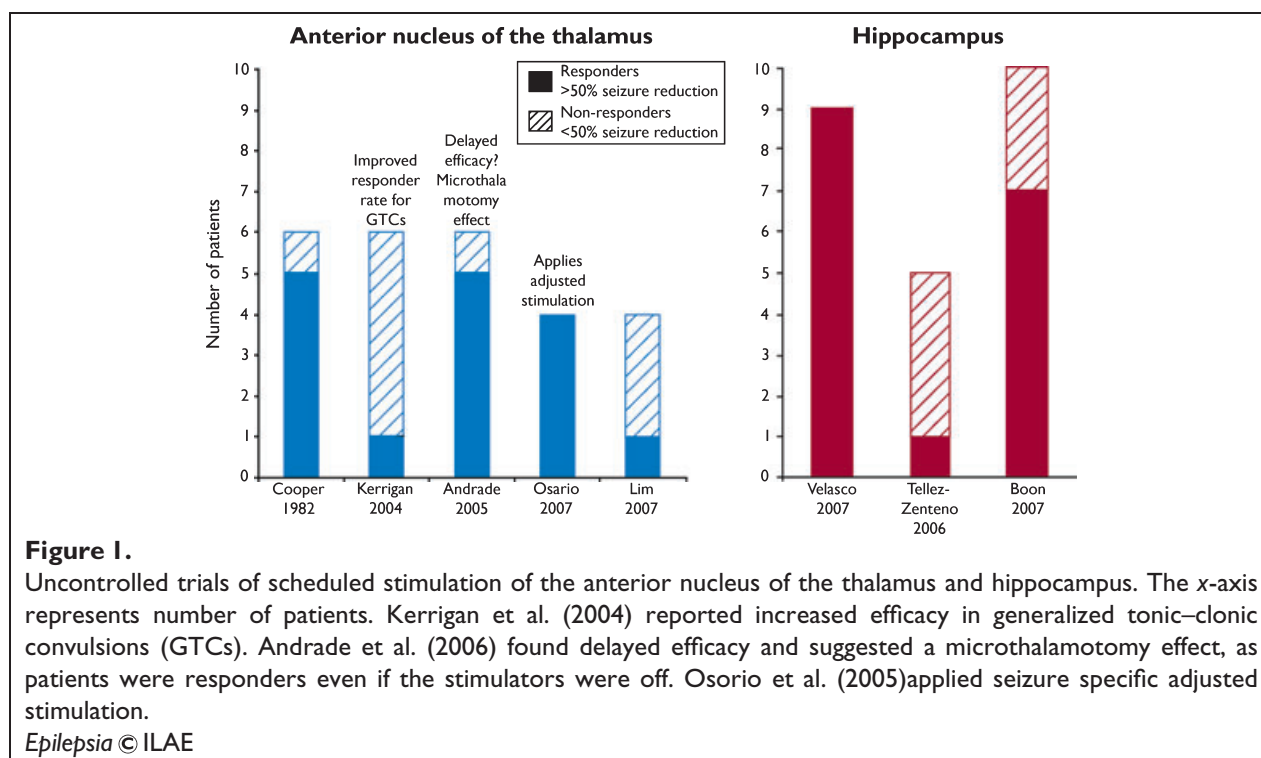 Anterior nucleus of the thalamus
Hippocampus
10
9
8
7
6
5
4
3
2
1
0
Number of patients
Responders
>50% seizure reduction
Non-responders
<50% seizure reduction
Improved
responder
rate for
GTCs
Delayed
efficacy?
Microthala
motomy
effect
Applies
adjusted
stimulation
Cooper
1982
Kerrigan
2004
Andrade
2005
Osario
2007
Lim
2007
10
9
8
7
6
5
4
3
2
1
0
Velasco
2007
Tellez-
Zenteno
2006
Boon
2007
Figure 1.
Uncontrolled trials of scheduled stimulation of the anterior nucleus of the thalamus and hippocampus. The x-axis
represents number of patients. Kerrigan et al. (2004) reported increased efficacy in generalized tonic–clonic
convulsions (GTCs). Andrade et al. (2006) found delayed efficacy and suggested a microthalamotomy effect, as
patients were responders even if the stimulators were off. Osorio et al. (2005)applied seizure specific adjusted
stimulation.
Epilepsia © ILAE